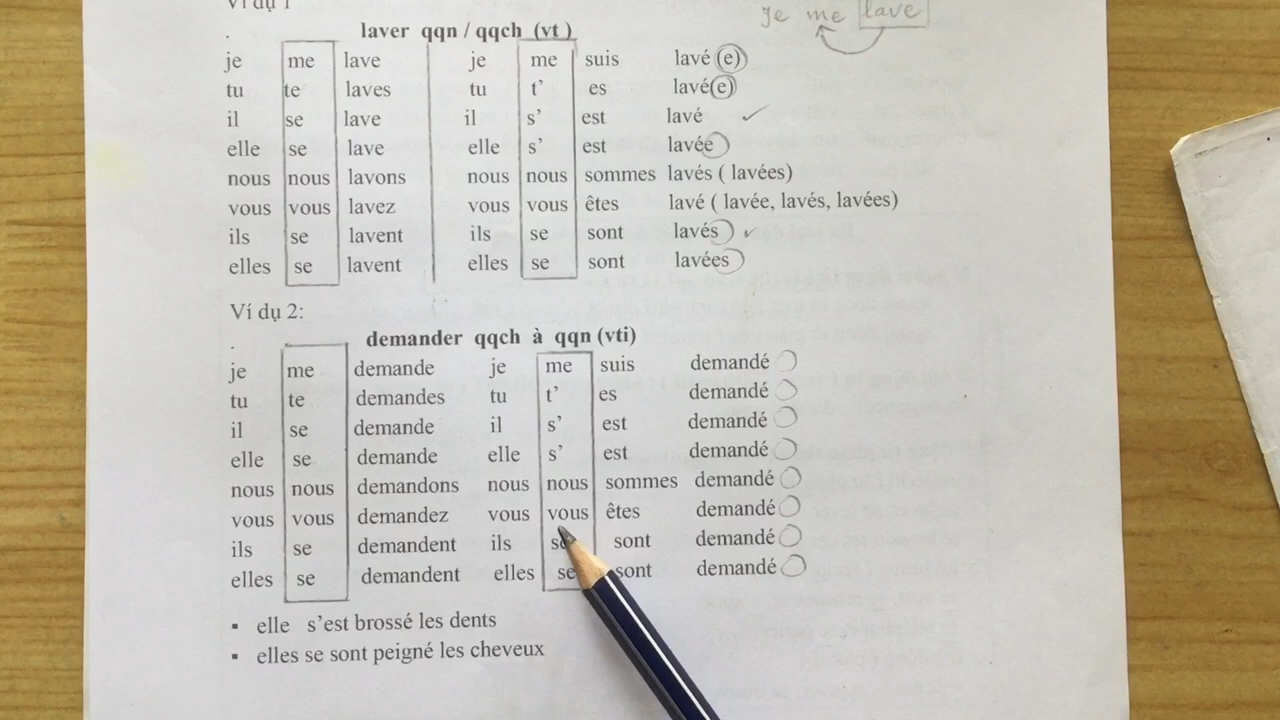 Ví dụ 1
je me lave
laver qqn / qqch (vt )
je me lave je me suis lavé (e)
tu te laves tu t’ es lavé(e)
il se lave il s’ est lavé
elle se lave elle s’ est lavée
nous nous lavons nous nous sommes lavés ( lavées)
vous vous lavez vous vous êtes lavé ( lavée, lavés, lavées)
ils se lavent ils se sont lavés
elles se lavent elles se sont lavées
Ví dụ 2:
demander qqch à qqn (vti)
je me demande je me suis demandé
tu te demandes tu t’ es demandé
il se demande il s’ est demandé
elle se demande elle s’ est demandé
nous nous demandons nous nous sommes demandé
vous vous demandez vous vous êtes demandé
ils se demandent ils se sont demandé
elles se demandent elles se sont demandé
▪ elle s’est brossé les dents
▪ elles se sont peigné les cheveux